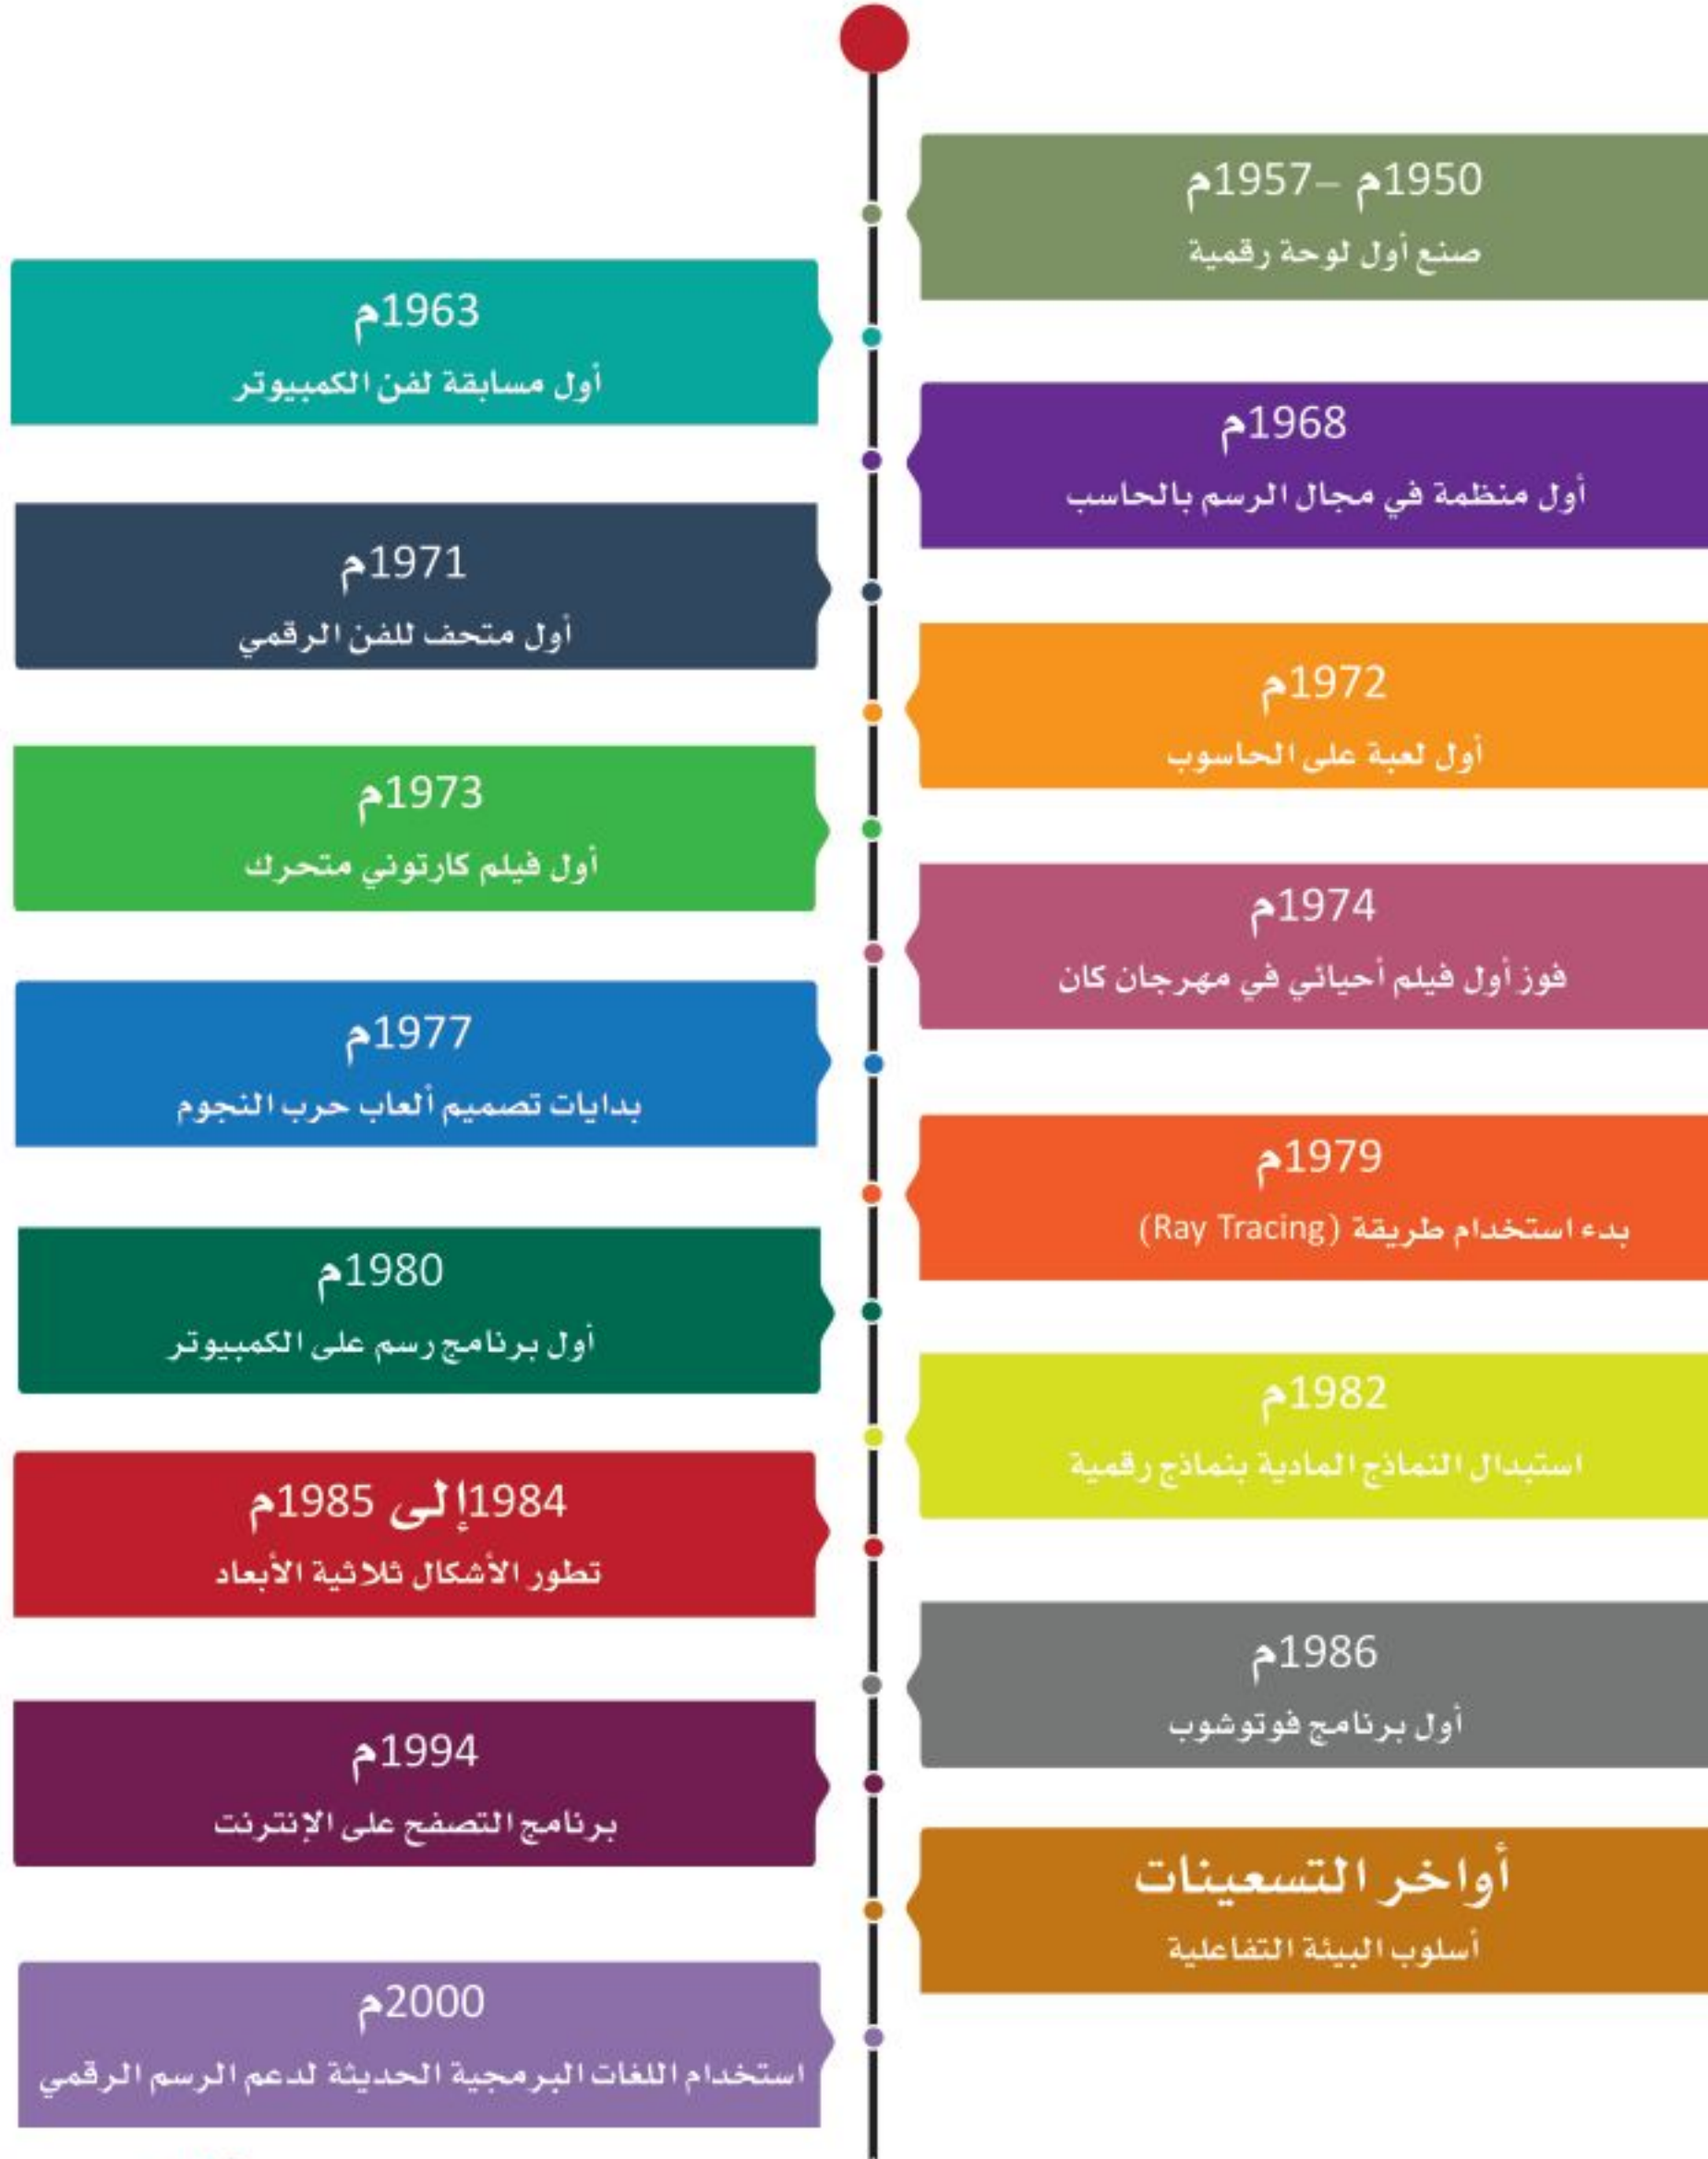 1950م –1957م
صنع أول لوحة رقمية
1963م
أول مسابقة لفن الكمبيوتر
1968م
أول منظمة في مجال الرسم بالحاسب
1971م
أول متحف للفن الرقمي
1972م
أول لعبة على الحاسوب
1973م
أول فيلم كارتوني متحرك
1974م
فوز أول فيلم أحيائي في مهرجان كان
1977م
بدايات تصميم ألعاب حرب النجوم
1979م
بدء استخدام طريقة (Ray Tracing)
1980م
أول برنامج رسم على الكمبيوتر
1982م
استبدال النماذج المادية بنماذج رقمية
1984إلى 1985م
تطور الأشكال ثلاثية الأبعاد
1986م
أول برنامج فوتوشوب
1994م
برنامج التصفح على الإنترنت
أواخر التسعينات
أسلوب البيئة التفاعلية
2000م
استخدام اللغات البرمجية الحديثة لدعم الرسم الرقمي